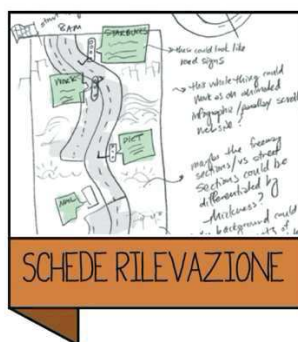 8AM
STARBUCKS
these could look like
road signs
WORK
this whole thing could
work as an animated
infographic/parallax scroll
website?
DIET
maybe the freeway
sections/vs street
sections could be
differentiated by
thickness?
background could
SCHEDE RILEVAZIONE